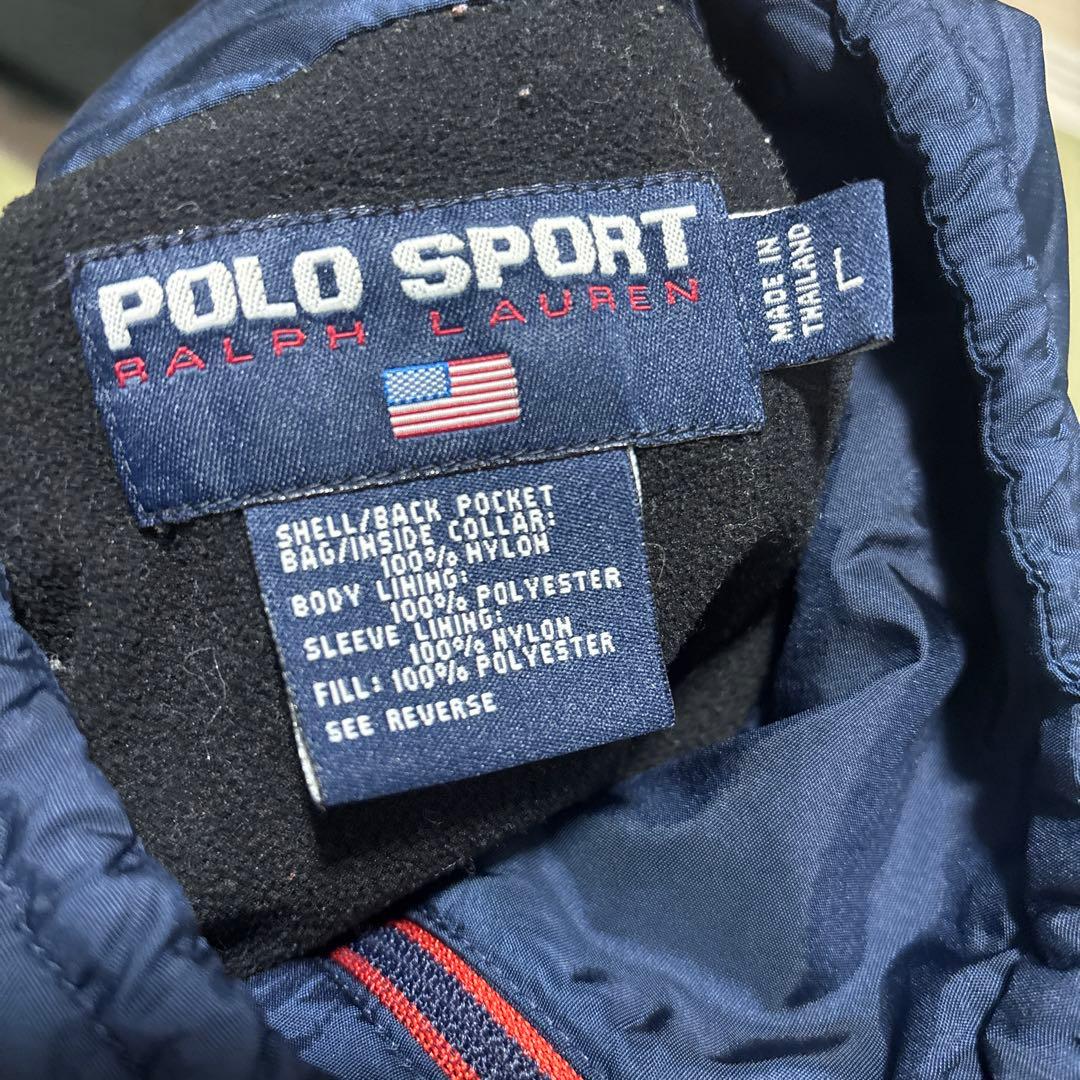 POLO SPORT
RALPH LAUREN
MADE IN
THAILAND
L
SHELL/BACK POCKET
BAG/INSIDE COLLAR:
100% NYLON
BODY LINING:
100% POLYESTER
SLEEVE LINING:
100% NYLON
FILL: 100% POLYESTER
SEE REVERSE